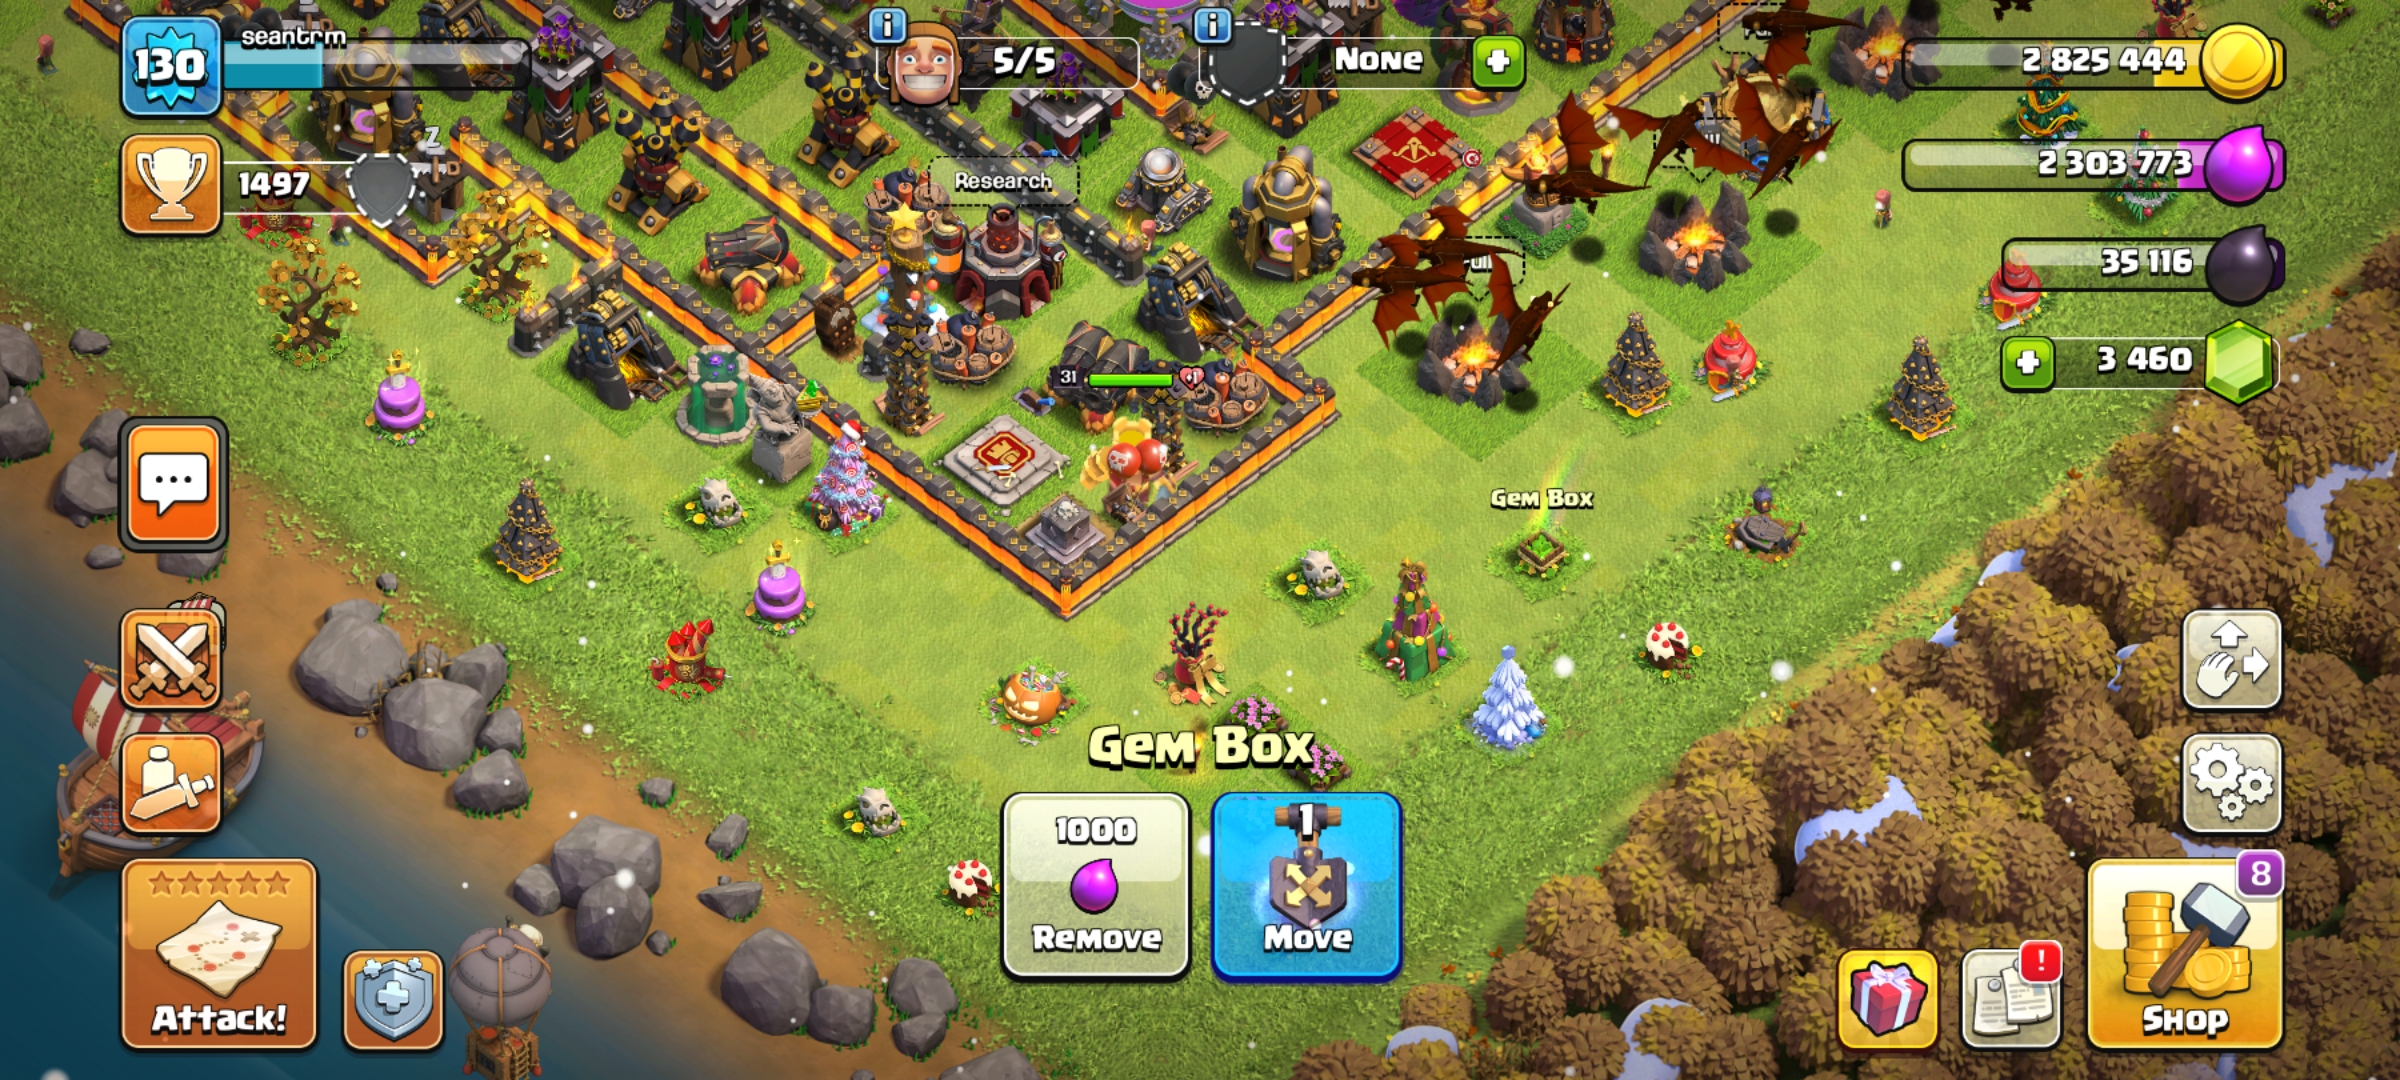 130
seantrm
5/5
None
2 825 444
1497
Z
2 303 773
Research
35 116
3 460
31
+1
Gem Box
Gem Box
1000
Remove
1
Move
Attack!
8
!
Shop